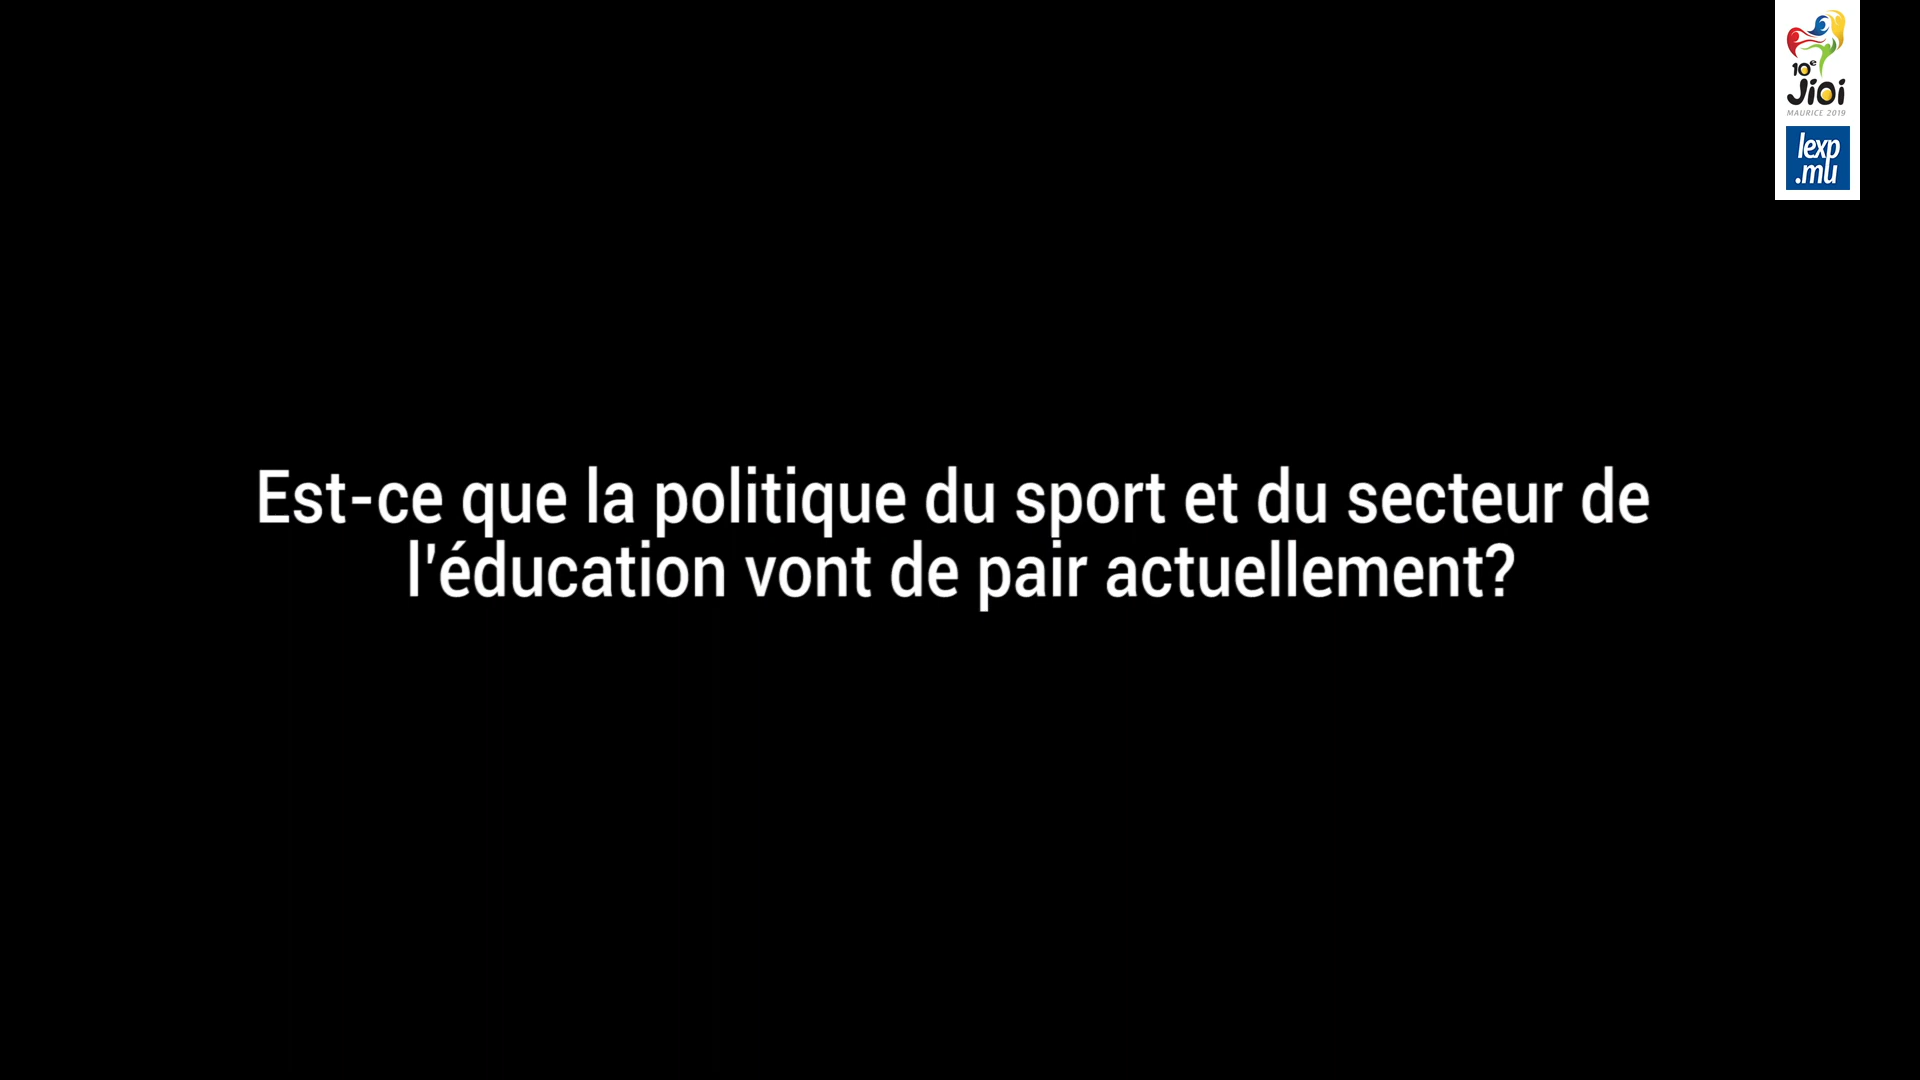 10e
Jioi
MAURICE 2019
lexp
.mu
Est-ce que la politique du sport et du secteur de
l'éducation vont de pair actuellement?